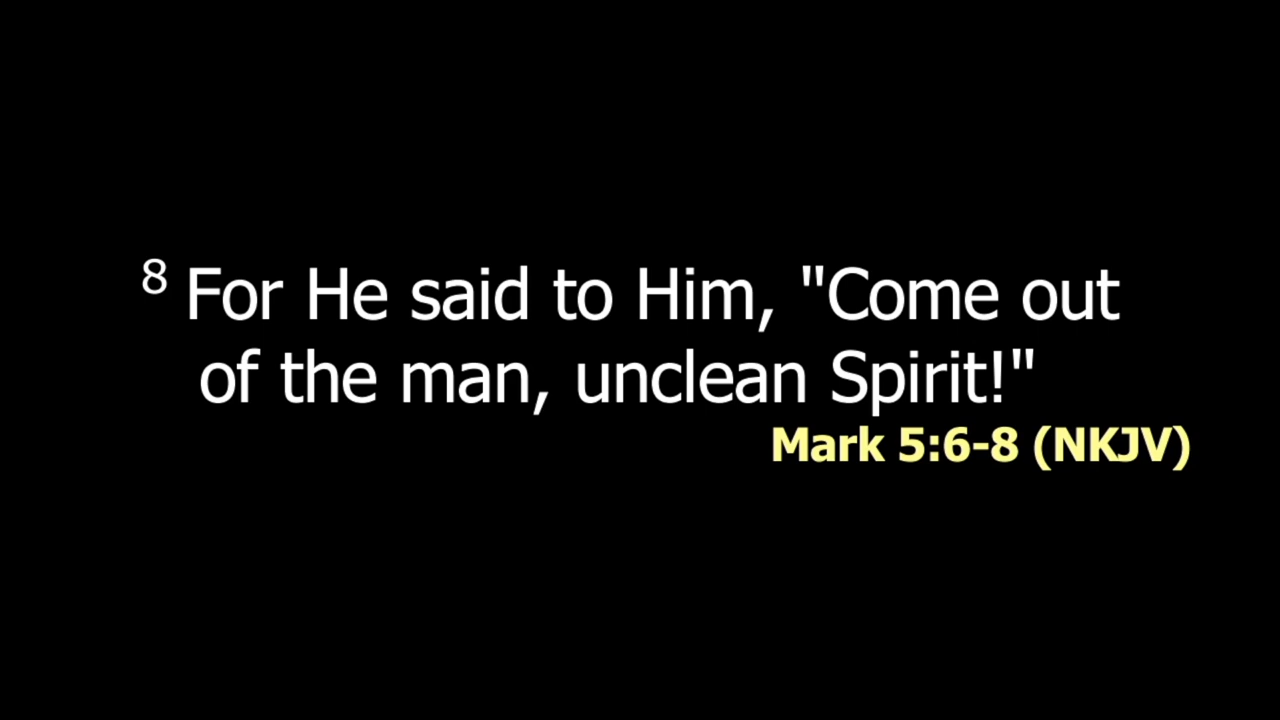 8 For He said to Him, "Come out
of the man, unclean Spirit!"
Mark 5:6-8 (NKJV)